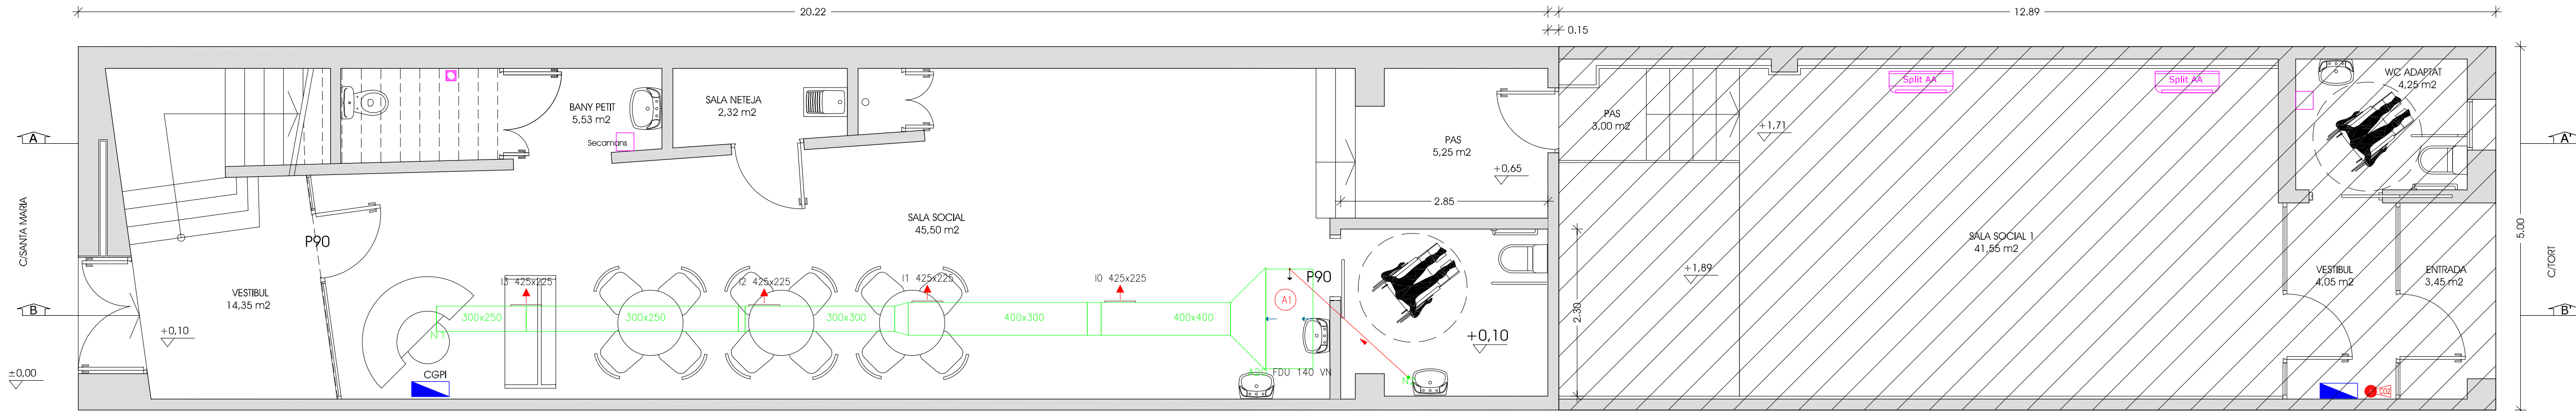 20.22
12.89
0.15
Split AA
Split AA
WC ADAPTAT
4,25 m2
BANY PETIT
5,53 m2
SALA NETEJA
2,32 m2
PAS
3,00 m2
+1,71
A
Secamans
PAS
5,25 m2
A'
+0,65
2.85
C/SANTA MARIA
SALA SOCIAL
45,50 m2
5.00
P90
SALA SOCIAL 1
41,55 m2
C/TORT
VESTIBUL
14,35 m2
I3 425x225
I2 425x225
I1 425x225
I0 425x225
P90
+1,89
VESTIBUL
4,05 m2
ENTRADA
3,45 m2
A1
B
300x250
300x250
300x300
400x300
400x400
2.30
B'
+0,10
N1
+0,10
±0,00
CGPI
FDU 140 VN
CO2